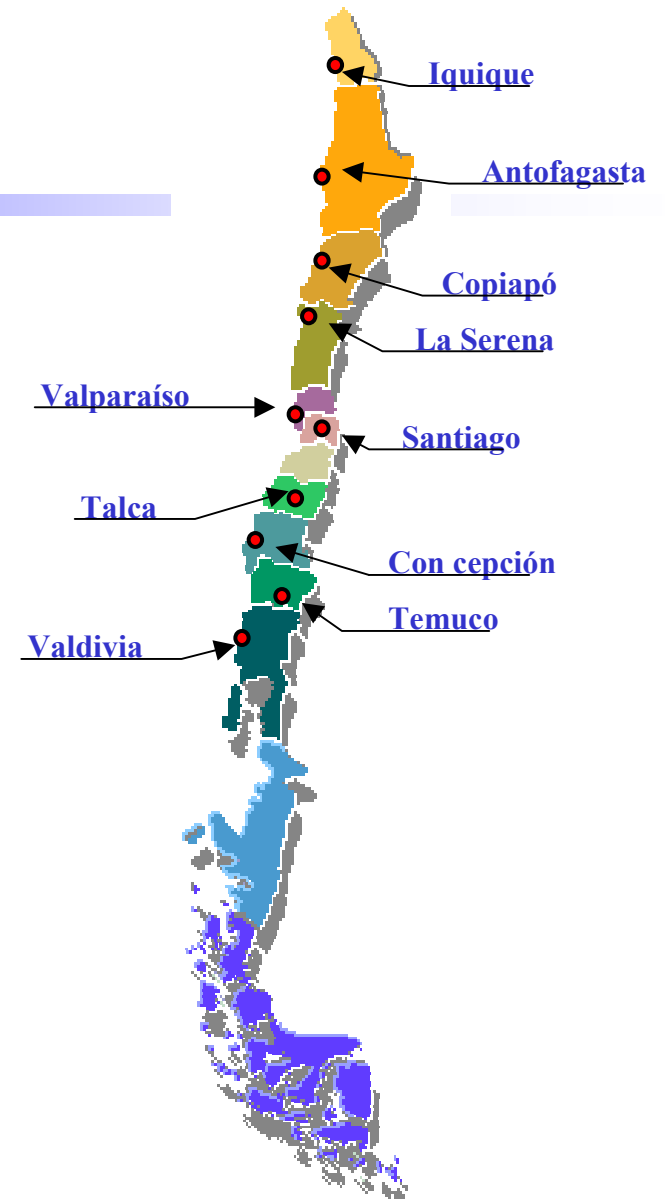 Iquique
Antofagasta
Copiapó
La Serena
Valparaíso
Santiago
Talca
Con cepción
Temuco
Valdivia